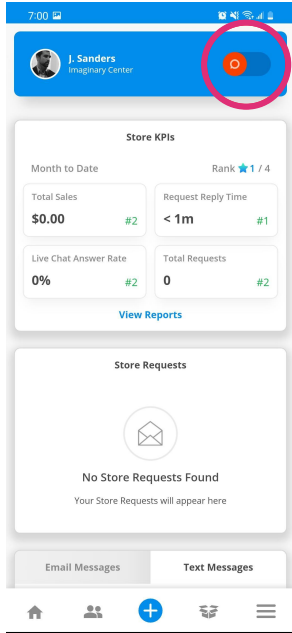 7:00
J. Sanders
Imaginary Center
Store KPIs
Month to Date
Rank 1 / 4
Total Sales
$0.00 #2
Request Reply Time
< 1m #1
Live Chat Answer Rate
0% #2
Total Requests
0 #2
View Reports
Store Requests
No Store Requests Found
Your Store Requests will appear here
Email Messages
Text Messages